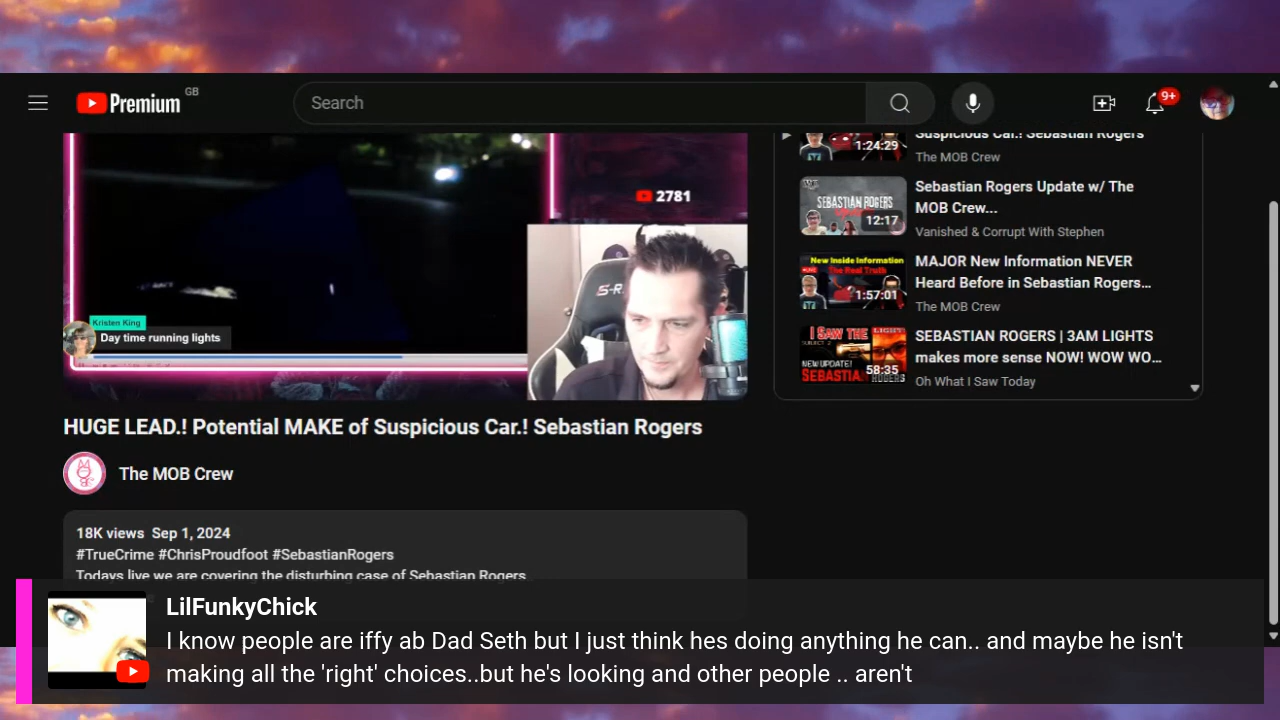 Premium GB
Search
9+
2781
S-R
Kristen King
Day time running lights
Suspicious Car.! Sebastian Rogers
1:24:29
The MOB Crew
SEBASTIAN ROGERS
12:17
Sebastian Rogers Update w/ The
MOB Crew...
Vanished & Corrupt With Stephen
New Inside Information
The Real Truth
1:57:01
MAJOR New Information NEVER
Heard Before in Sebastian Rogers...
The MOB Crew
I SAW THE LIGHT
SUBJECT 2
NEW UPDATE!
58:35
SEBASTIAN ROGERS | 3AM LIGHTS
makes more sense NOW! WOW WO...
Oh What I Saw Today
HUGE LEAD.! Potential MAKE of Suspicious Car.! Sebastian Rogers
The MOB Crew
18K views Sep 1, 2024
#TrueCrime #ChrisProudfoot #SebastianRogers
Todays live we are covering the disturbing case of Sebastian Rogers
LilFunkyChick
I know people are iffy ab Dad Seth but I just think hes doing anything he can.. and maybe he isn't
making all the 'right' choices..but he's looking and other people .. aren't